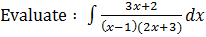 Evaluate : ∫ 3x+2 / (x−1)(2x+3) dx